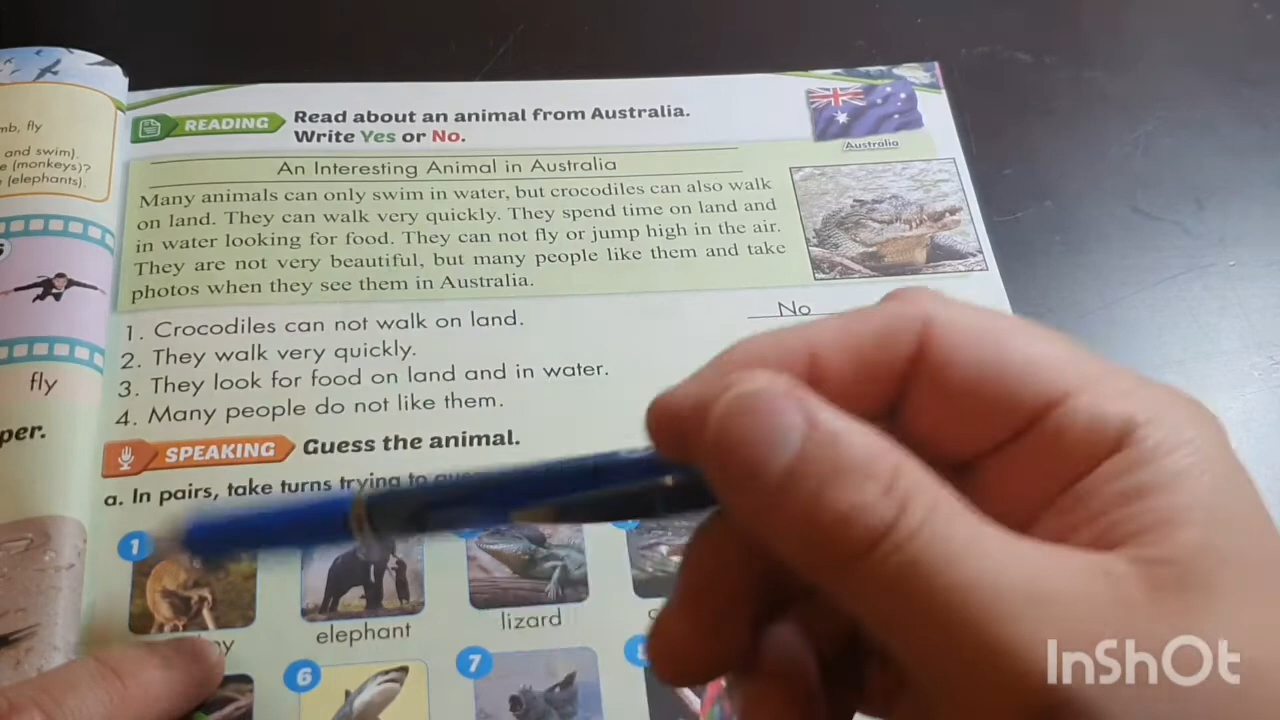 mb, fly
and swim).
e (monkeys)?
(elephants).
fly
per.
READING Read about an animal from Australia.
Write Yes or No.
Australia
An Interesting Animal in Australia
Many animals can only swim in water, but crocodiles can also walk
on land. They can walk very quickly. They spend time on land and
in water looking for food. They can not fly or jump high in the air.
They are not very beautiful, but many people like them and take
photos when they see them in Australia.
1. Crocodiles can not walk on land. No
2. They walk very quickly.
3. They look for food on land and in water.
4. Many people do not like them.
SPEAKING Guess the animal.
a. In pairs, take turns trying to
1
elephant
lizard
6
7
8
InShOt